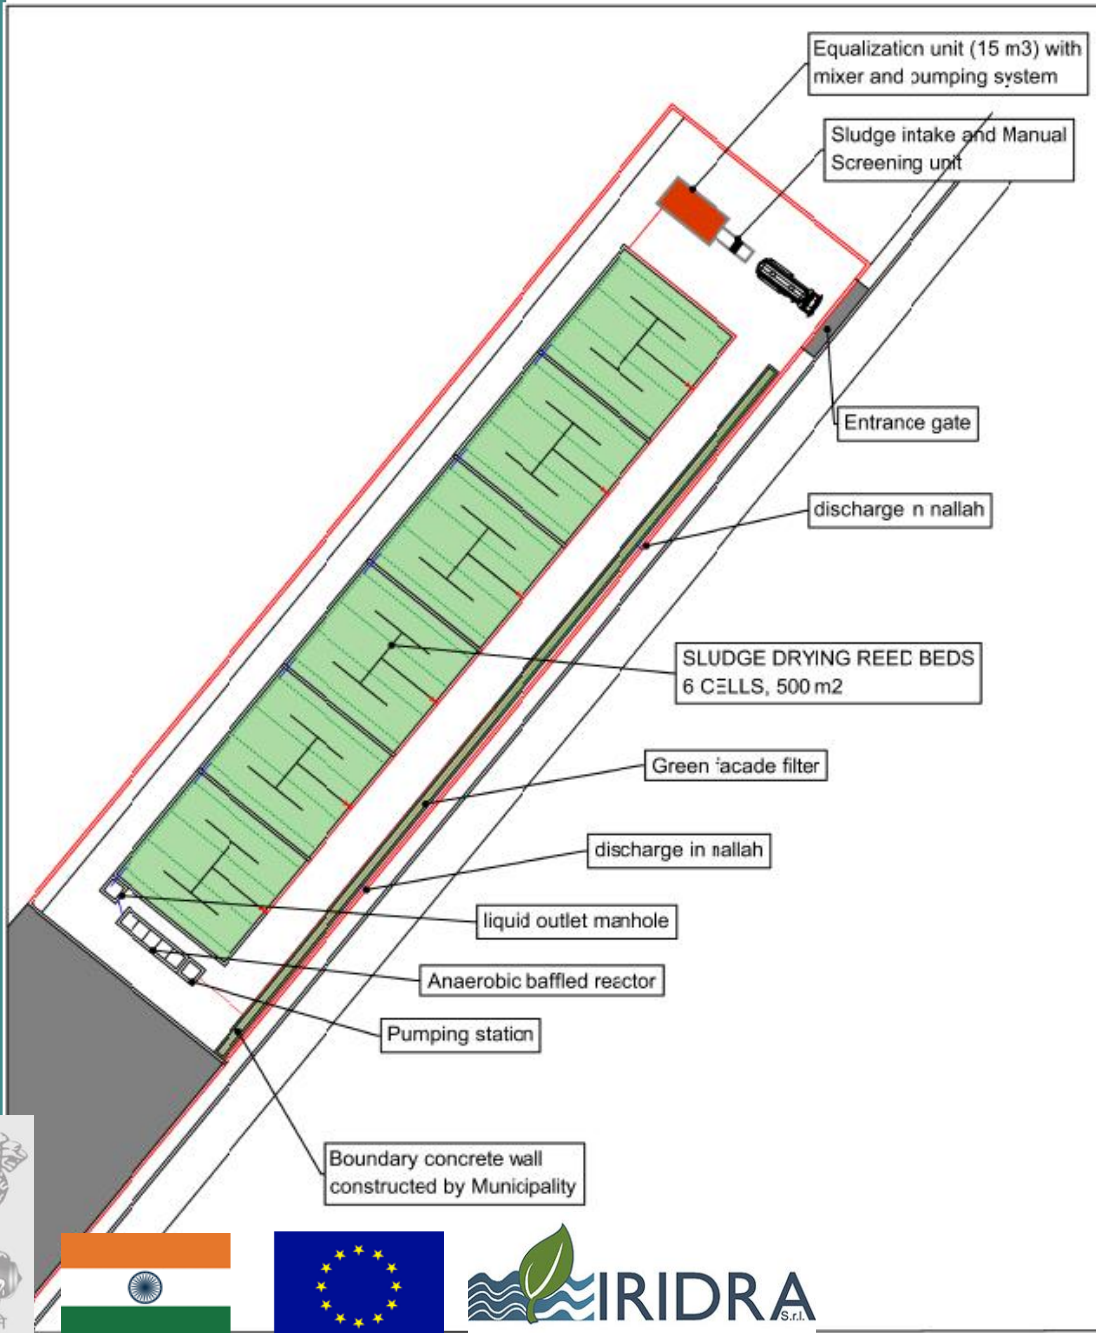 Equalization unit (15 m3) with
mixer and pumping system
Sludge intake and Manual
Screening unit
Entrance gate
discharge n nallah
SLUDGE DRYING REED BEDS
6 CELLS, 500 m2
Green facade filter
discharge in nallah
liquid outlet manhole
Anaerobic baffled reactor
Pumping station
Boundary concrete wall
constructed by Municipality
IRIDRA
S.r.l.